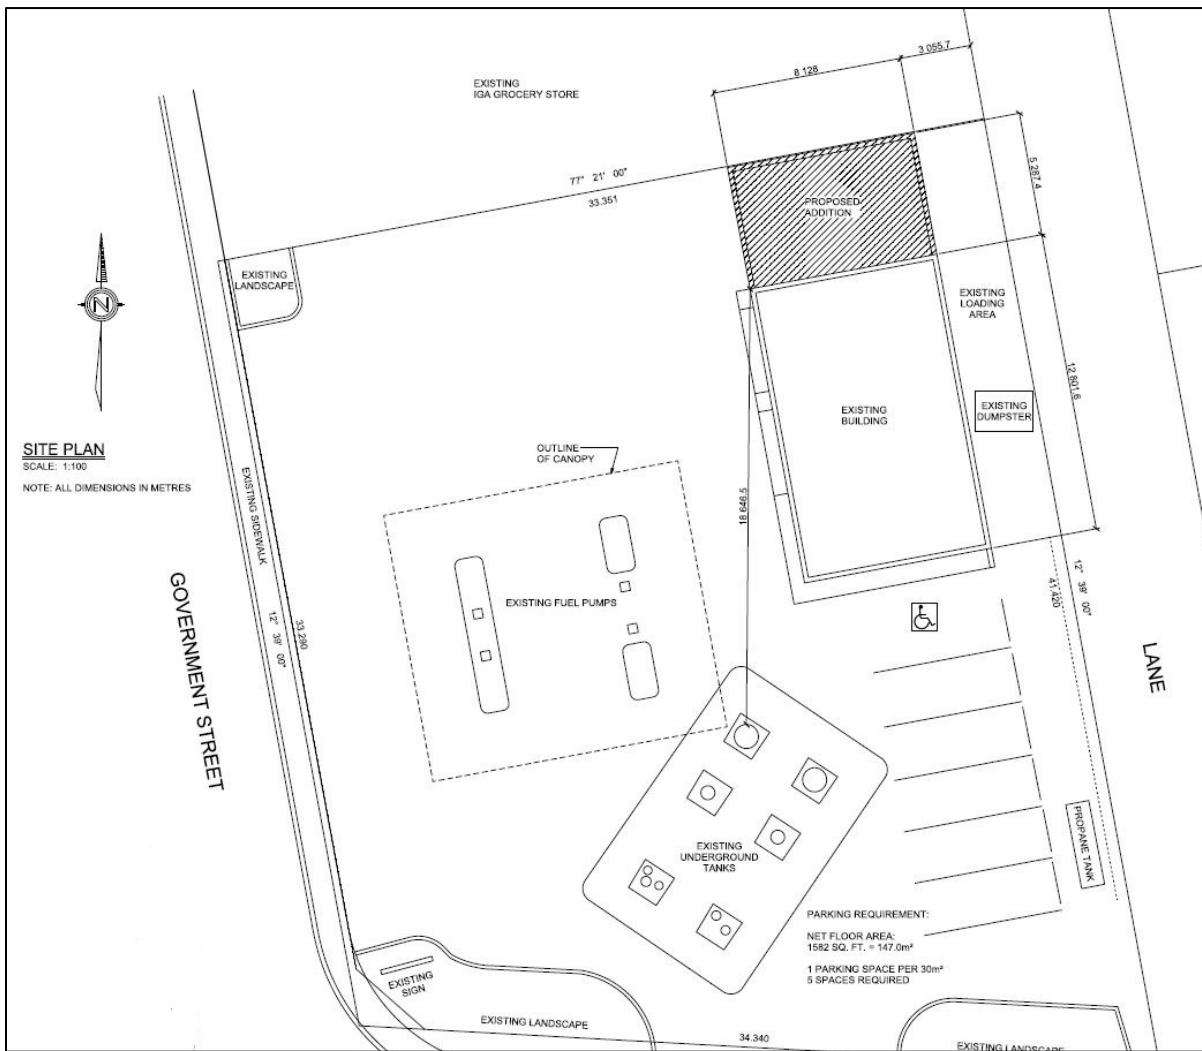 3 055.7
8 128
EXISTING
IGA GROCERY STORE
77° 21' 00"
33.351
5 287.4
PROPOSED
ADDITION
EXISTING
LANDSCAPE
N
EXISTING
LOADING
AREA
12 801.6
EXISTING
BUILDING
EXISTING
DUMPSTER
SITE PLAN
SCALE: 1:100
NOTE: ALL DIMENSIONS IN METRES
OUTLINE
OF CANOPY
EXISTING SIDEWALK
18 646.5
EXISTING FUEL PUMPS
GOVERNMENT STREET
12° 39' 00"
33.290
41.420
12° 39' 00"
LANE
PROPANE TANK
EXISTING
UNDERGROUND
TANKS
PARKING REQUIREMENT:
NET FLOOR AREA:
1582 SQ. FT. = 147.0m²
1 PARKING SPACE PER 30m²
5 SPACES REQUIRED
EXISTING
SIGN
EXISTING LANDSCAPE
34.340
EXISTING LANDSCAPE